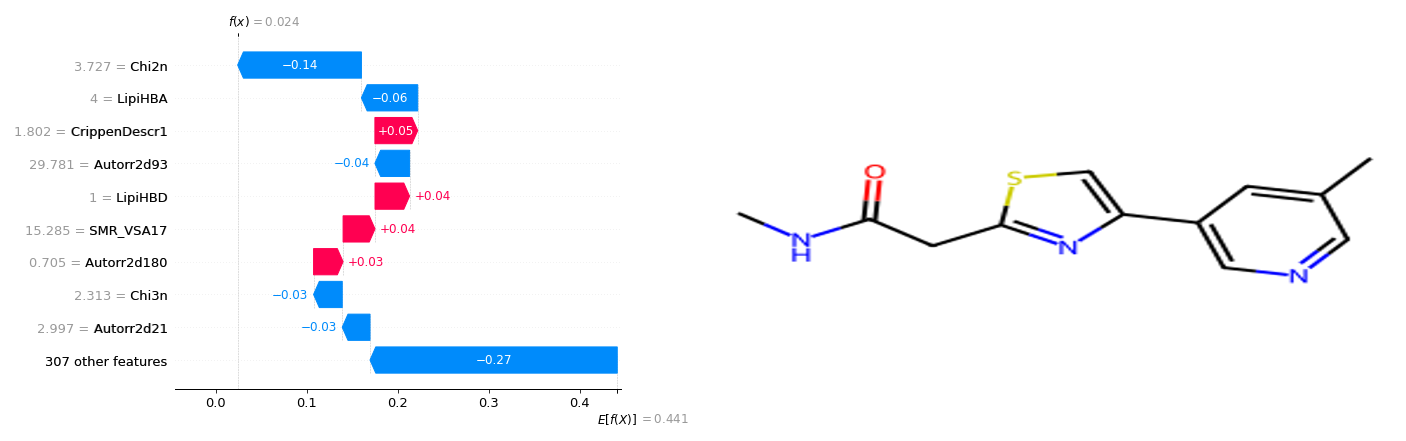 f(x) = 0.024
3.727 = Chi2n
−0.14
4 = LipiHBA
−0.06
1.802 = CrippenDescr1
+0.05
29.781 = Autorr2d93
−0.04
1 = LipiHBD
+0.04
15.285 = SMR_VSA17
+0.04
0.705 = Autorr2d180
+0.03
2.313 = Chi3n
−0.03
2.997 = Autorr2d21
−0.03
307 other features
−0.27
0.0 0.1 0.2 0.3 0.4
E[f(X)] = 0.441
O
S
N
H
N
N